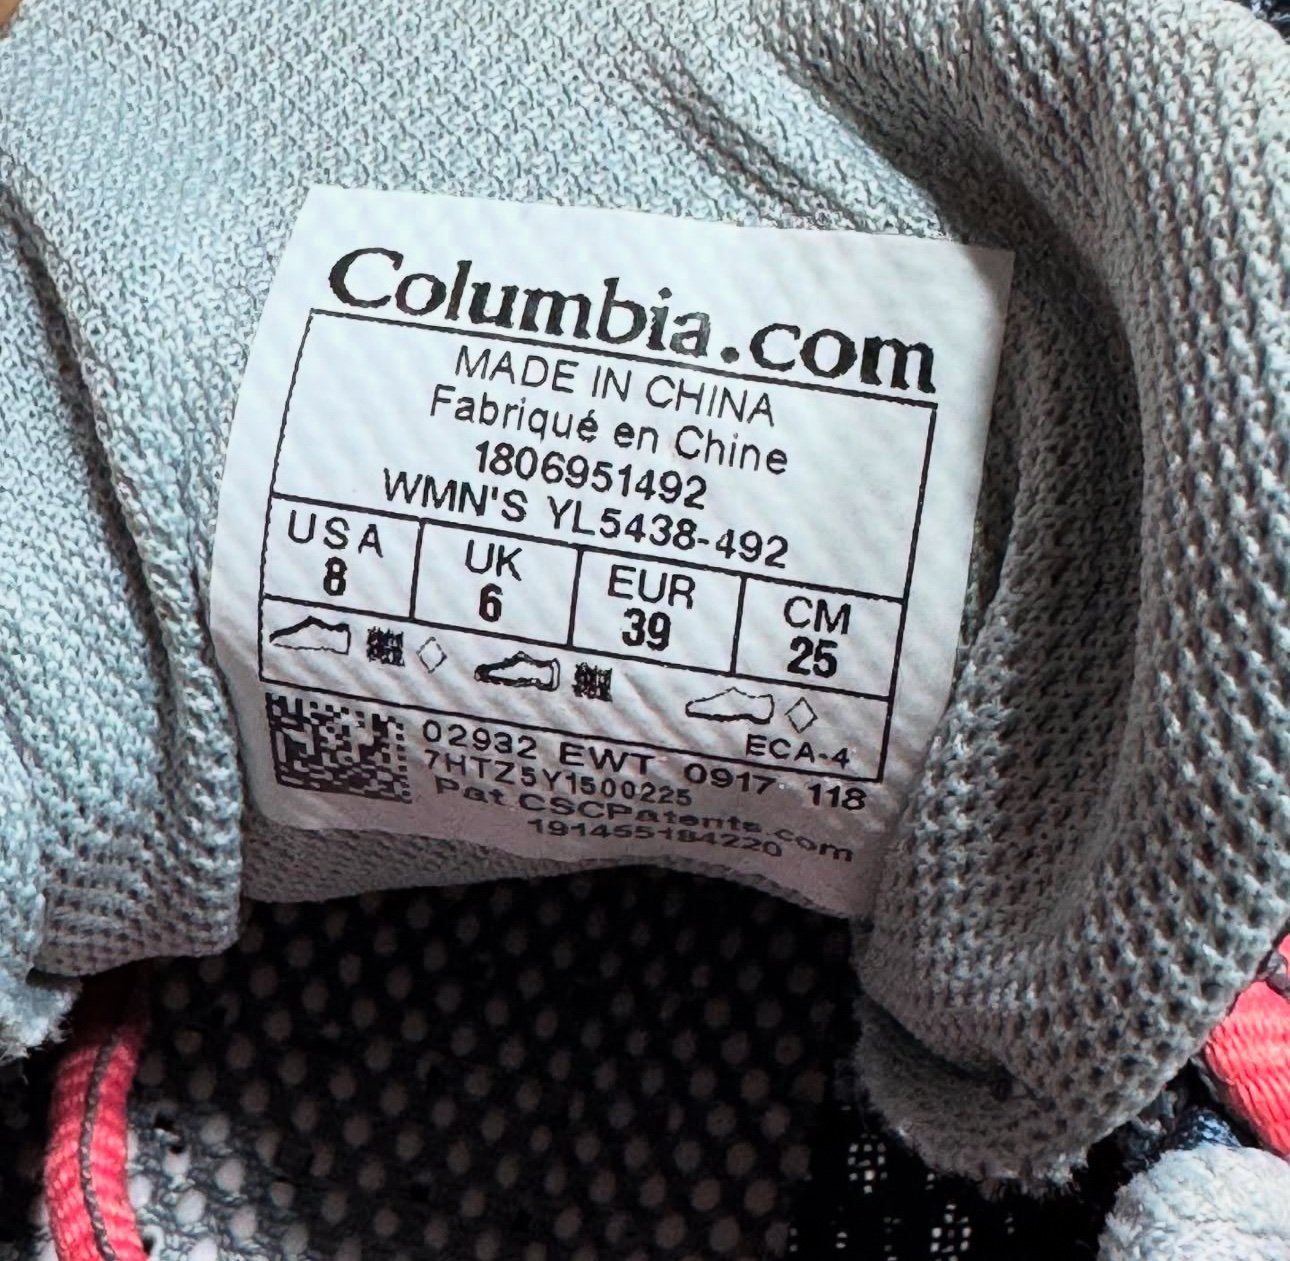 Columbia.com
MADE IN CHINA
Fabriqué en Chine
1806951492
WMN'S YL5438-492
USA UK EUR CM
8 6 39 25
ECA-4
02932 EWT 0917 118
7HTZ5Y1500225
Pat CSCPatents.com
191455184220